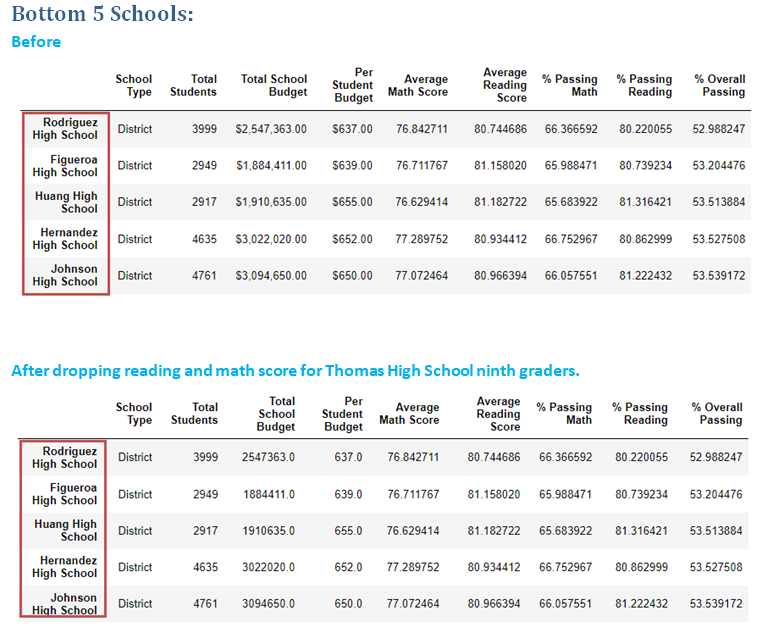 Bottom 5 Schools:
Before
School Type Total Students Total School Budget Per Student Budget Average Math Score Average Reading Score % Passing Math % Passing Reading % Overall Passing
Rodriguez High School District 3999 $2,547,363.00 $637.00 76.842711 80.744686 66.366592 80.220055 52.988247
Figueroa High School District 2949 $1,884,411.00 $639.00 76.711767 81.158020 65.988471 80.739234 53.204476
Huang High School District 2917 $1,910,635.00 $655.00 76.629414 81.182722 65.683922 81.316421 53.513884
Hernandez High School District 4635 $3,022,020.00 $652.00 77.289752 80.934412 66.752967 80.862999 53.527508
Johnson High School District 4761 $3,094,650.00 $650.00 77.072464 80.966394 66.057551 81.222432 53.539172
After dropping reading and math score for Thomas High School ninth graders.
School Type Total Students Total School Budget Per Student Budget Average Math Score Average Reading Score % Passing Math % Passing Reading % Overall Passing
Rodriguez High School District 3999 2547363.0 637.0 76.842711 80.744686 66.366592 80.220055 52.988247
Figueroa High School District 2949 1884411.0 639.0 76.711767 81.158020 65.988471 80.739234 53.204476
Huang High School District 2917 1910635.0 655.0 76.629414 81.182722 65.683922 81.316421 53.513884
Hernandez High School District 4635 3022020.0 652.0 77.289752 80.934412 66.752967 80.862999 53.527508
Johnson High School District 4761 3094650.0 650.0 77.072464 80.966394 66.057551 81.222432 53.539172